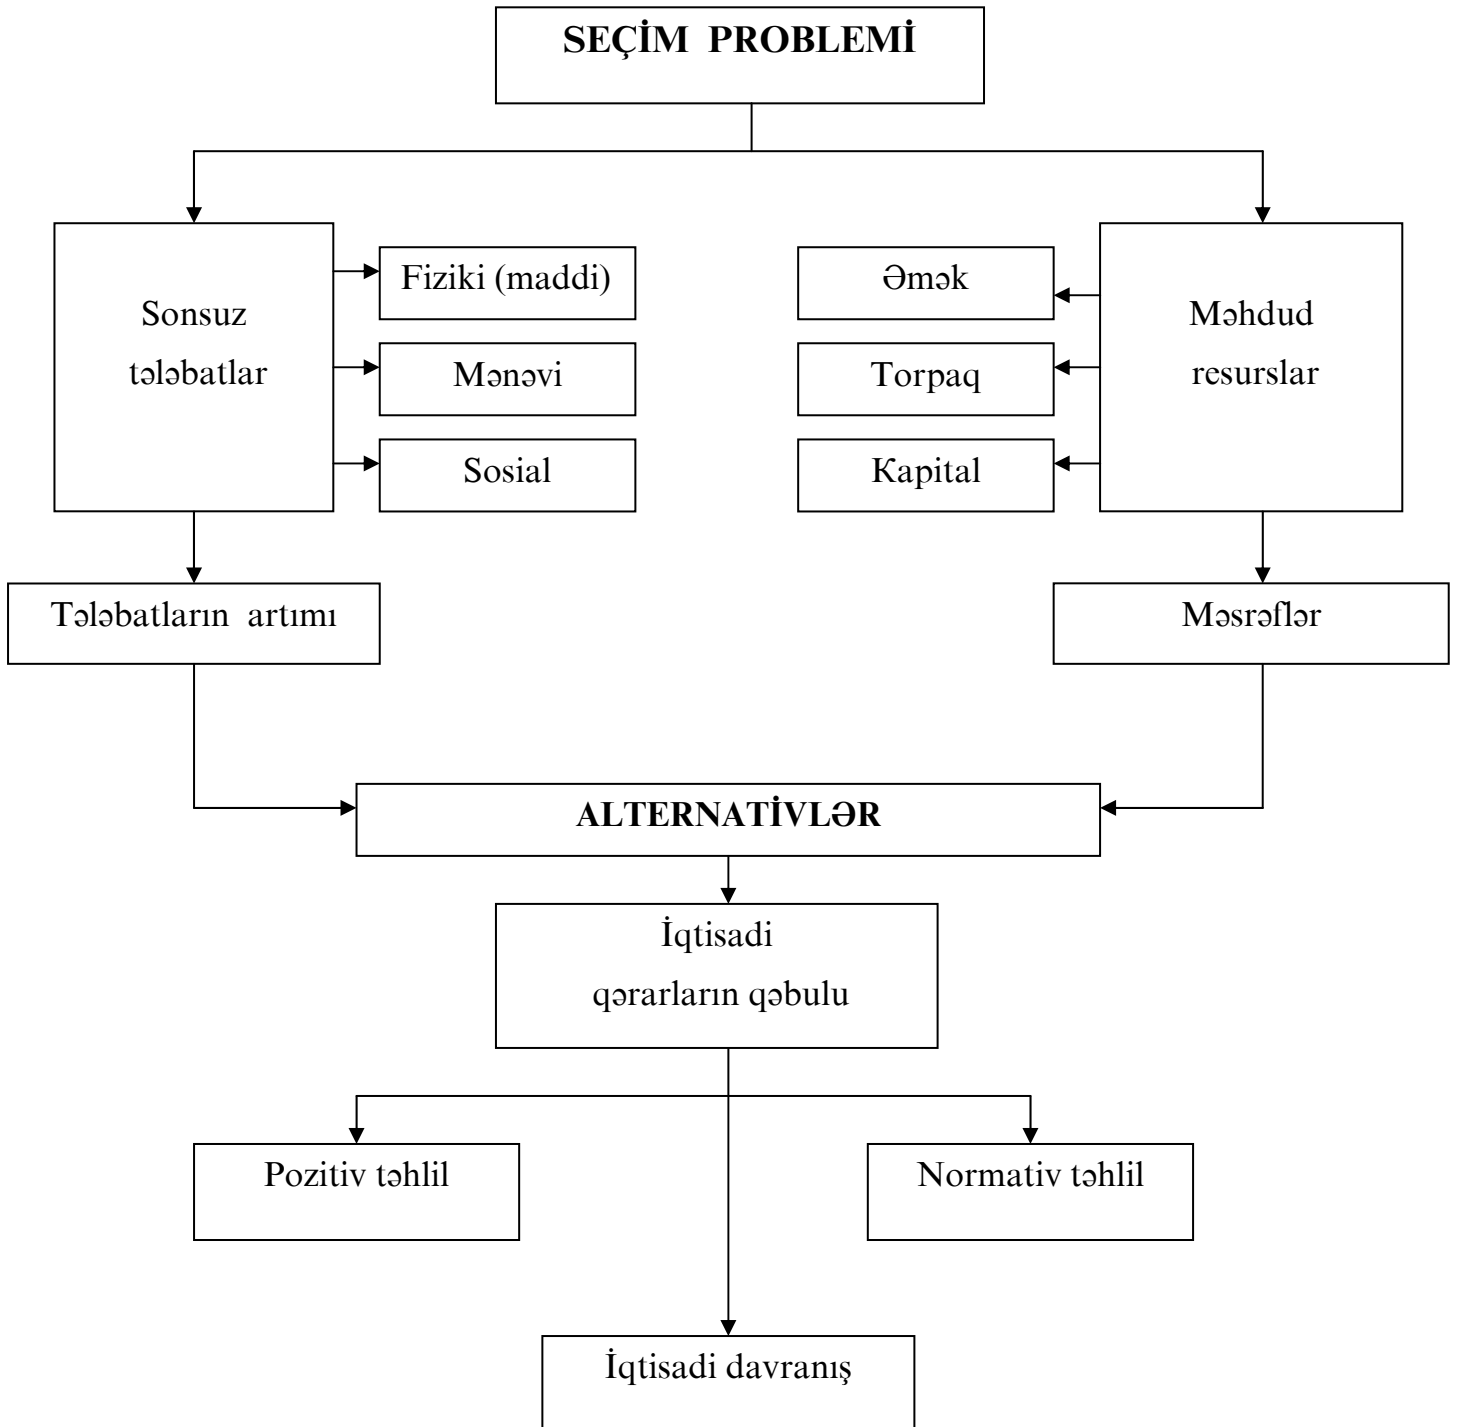 SEÇİM PROBLEMİ
Sonsuz
tələbatlar
Fiziki (maddi)
Mənəvi
Sosial
Əmək
Torpaq
Kapital
Məhdud
resurslar
Tələbatların artımı
Məsrəflər
ALTERNATİVLƏR
İqtisadi
qərarların qəbulu
Pozitiv təhlil
Normativ təhlil
İqtisadi davranış